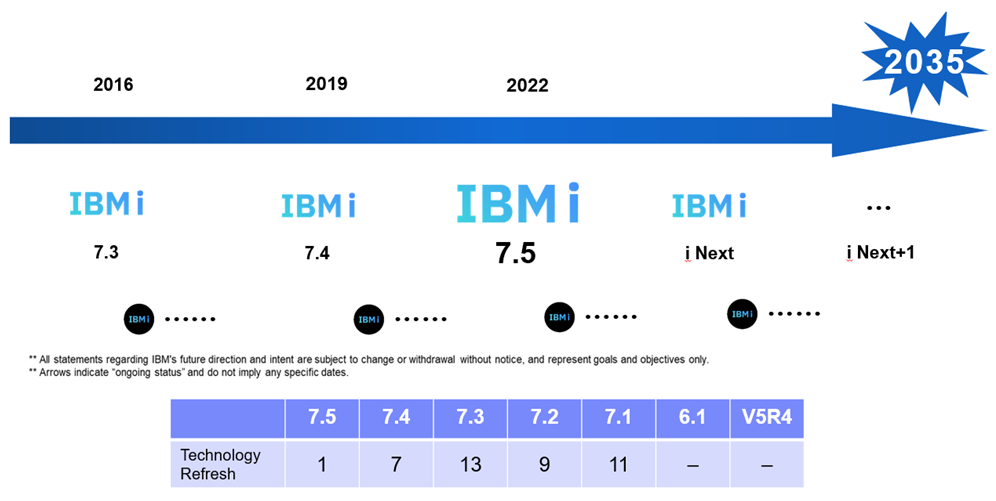 2035
2016 2019 2022
IBM i IBM i IBM i IBM i ...
7.3 7.4 7.5 i Next i Next+1
IBM i ...... IBM i ...... IBM i ...... IBM i ......
** All statements regarding IBM's future direction and intent are subject to change or withdrawal without notice, and represent goals and objectives only.
** Arrows indicate “ongoing status” and do not imply any specific dates.
7.5 7.4 7.3 7.2 7.1 6.1 V5R4
Technology
Refresh 1 7 13 9 11 – –